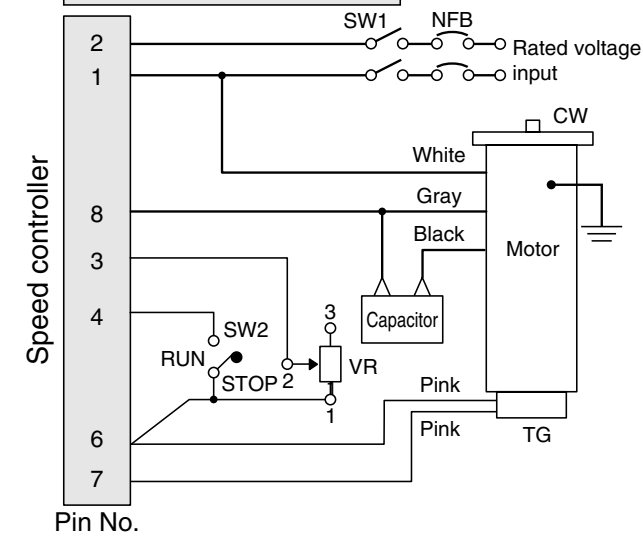 SW1 NFB
2 Rated voltage
1 input
CW
White
Gray
8
Black
Speed controller
3
Motor
4
3
Capacitor
SW2
RUN
STOP 2 VR
1
Pink
6
Pink
TG
7
Pin No.